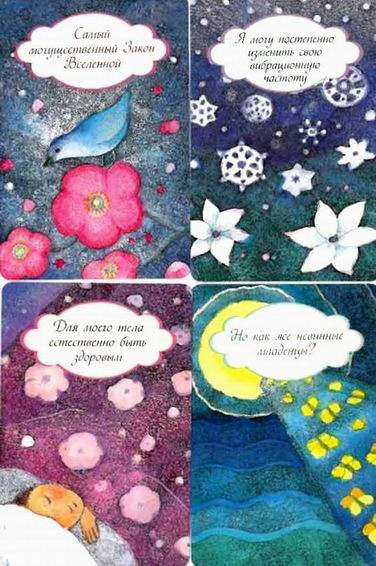 Самый
могущественный Закон
Вселенной
Я могу постепенно
изменить свою
вибрационную
частоту
Для моего тела
естественно быть
здоровым
Но как же невинные
младенцы?